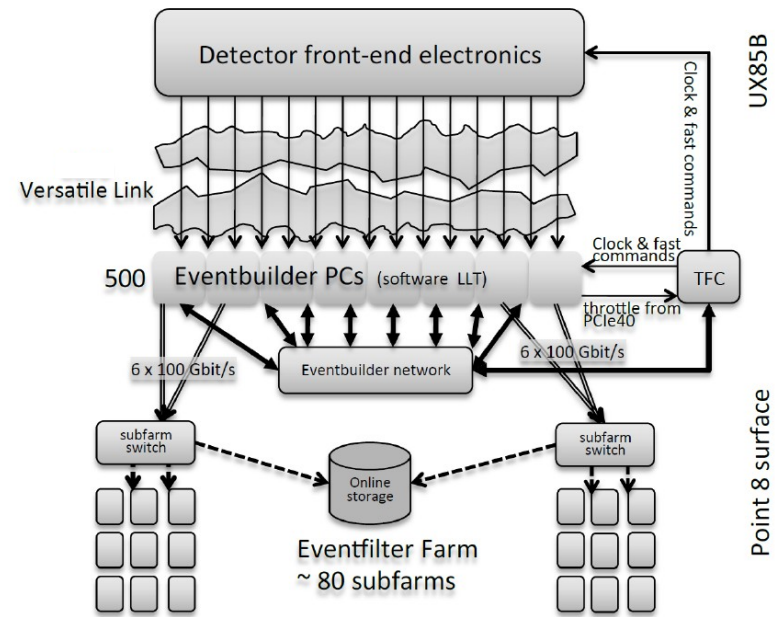 Detector front-end electronics
UX85B
Clock & fast commands
Versatile Link
500
Eventbuilder PCs (software LLT)
Clock & fast
commands
TFC
throttle from
PCIe40
6 x 100 Gbit/s
Eventbuilder network
6 x 100 Gbit/s
subfarm
switch
Online
storage
subfarm
switch
Point 8 surface
Eventfilter Farm
~ 80 subfarms